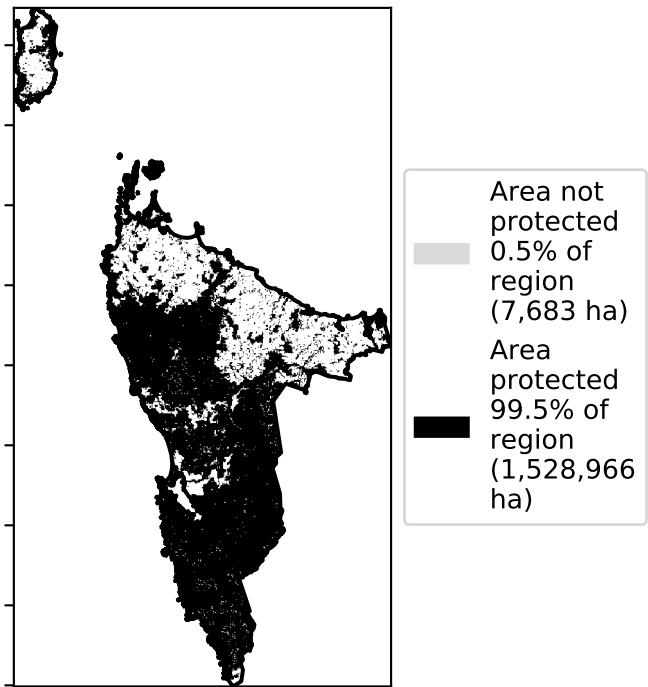 Area not
protected
0.5% of
region
(7,683 ha)
Area
protected
99.5% of
region
(1,528,966
ha)